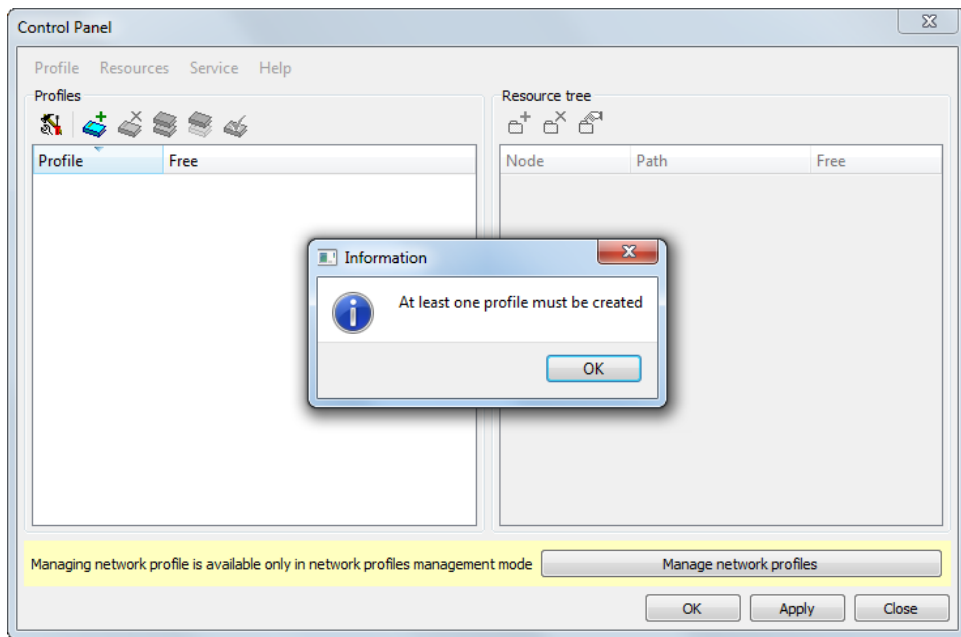 Control Panel
Profile Resources Service Help
Profiles
Resource tree
Profile Free
Node Path Free
Information
At least one profile must be created
OK
Managing network profile is available only in network profiles management mode Manage network profiles
OK Apply Close